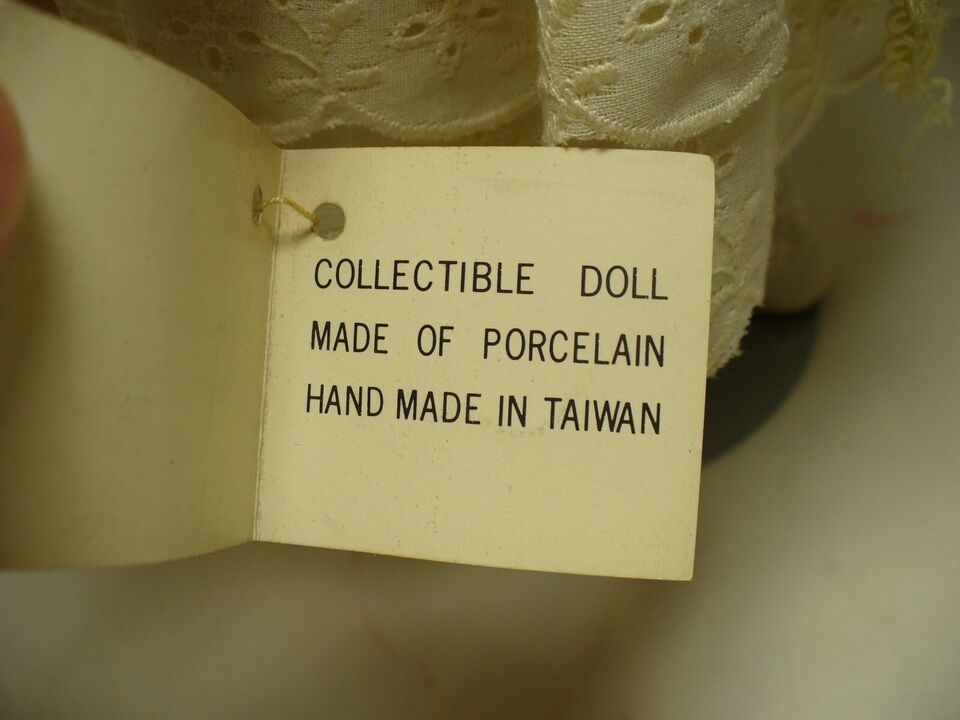 COLLECTIBLE DOLL
MADE OF PORCELAIN
HAND MADE IN TAIWAN